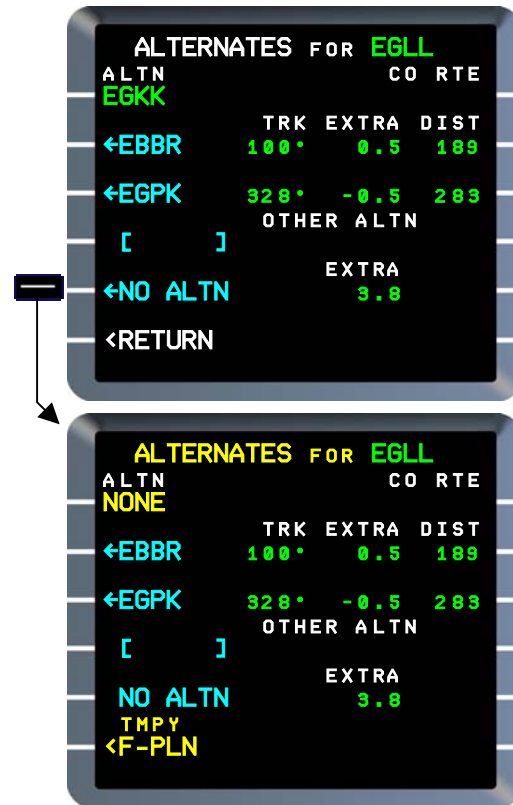 ALTERNATES FOR EGLL
ALTN CO RTE
EGKK
TRK EXTRA DIST
←EBBR 100° 0.5 189
←EGPK 328° -0.5 283
OTHER ALTN
[ ]
EXTRA
←NO ALTN 3.8
<RETURN
ALTERNATES FOR EGLL
ALTN CO RTE
NONE
TRK EXTRA DIST
←EBBR 100° 0.5 189
←EGPK 328° -0.5 283
OTHER ALTN
[ ]
EXTRA
NO ALTN 3.8
TMPY
<F-PLN